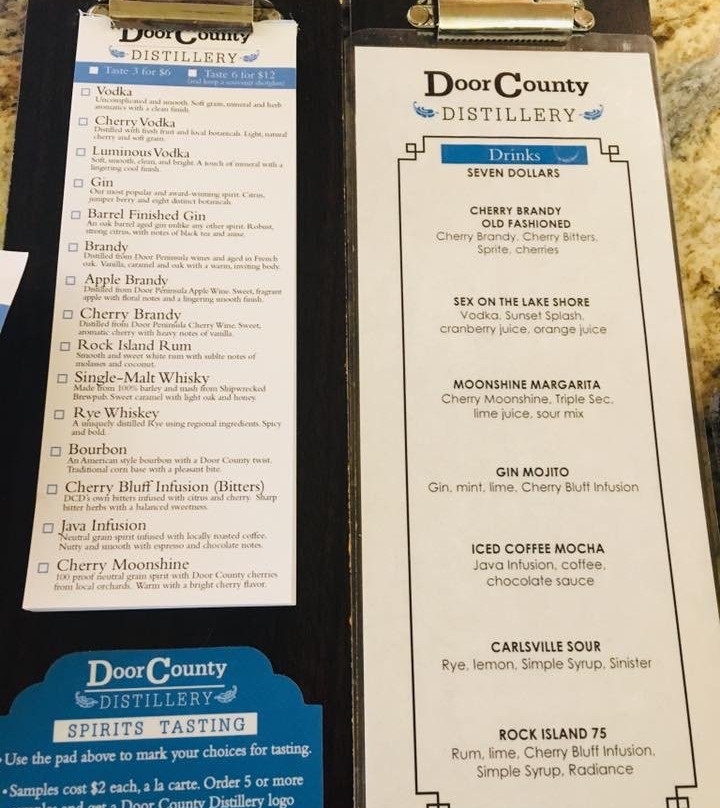 Door County
DISTILLERY
Taste 3 for $6 Taste 6 for $12
(and keep a souvenir shotglass)
Vodka
Uncomplicated and smooth. Soft grain, mineral and herb
aromatics with a clean finish.
Cherry Vodka
Distilled with fresh fruit and local botanicals. Light, natural
cherry and soft grain.
Luminous Vodka
Soft, smooth, clean, and bright. A touch of mineral with a
lingering cool finish.
Gin
Our most popular and award-winning spirit. Citrus,
juniper berry and eight distinct botanicals.
Barrel Finished Gin
An oak barrel aged gin unlike any other spirit. Robust,
strong citrus, with notes of black tea and anise.
Brandy
Distilled from Door Peninsula wines and aged in French
oak. Vanilla, caramel and oak with a warm, inviting body.
Apple Brandy
Distilled from Door Peninsula Apple Wine. Sweet, fragrant
apple with floral notes and a lingering smooth finish.
Cherry Brandy
Distilled from Door Peninsula Cherry Wine. Sweet,
aromatic cherry with heavy notes of vanilla.
Rock Island Rum
Smooth and sweet white rum with sublte notes of
molasses and coconut.
Single-Malt Whisky
Made from 100% barley and mash from Shipwrecked
Brewpub. Sweet caramel with light oak and honey.
Rye Whiskey
A uniquely distilled Rye using regional ingredients. Spicy
and bold.
Bourbon
An American style bourbon with a Door County twist.
Traditional corn base with a pleasant bite.
Cherry Bluff Infusion (Bitters)
DCD's own bitters infused with citrus and cherry. Sharp
bitter herbs with a balanced sweetness.
Java Infusion
Neutral grain spirit infused with locally roasted coffee.
Nutty and smooth with espresso and chocolate notes.
Cherry Moonshine
100 proof neutral grain spirit with Door County cherries
from local orchards. Warm with a bright cherry flavor.
Door County
DISTILLERY
SPIRITS TASTING
• Use the pad above to mark your choices for tasting.
• Samples cost $2 each, a la carte. Order 5 or more
and get a Door County Distillery logo
Door County
DISTILLERY
Drinks
SEVEN DOLLARS
CHERRY BRANDY
OLD FASHIONED
Cherry Brandy, Cherry Bitters,
Sprite, cherries
SEX ON THE LAKE SHORE
Vodka, Sunset Splash,
cranberry juice, orange juice
MOONSHINE MARGARITA
Cherry Moonshine, Triple Sec,
lime juice, sour mix
GIN MOJITO
Gin, mint, lime, Cherry Bluff Infusion
ICED COFFEE MOCHA
Java Infusion, coffee,
chocolate sauce
CARLSVILLE SOUR
Rye, lemon, Simple Syrup, Sinister
ROCK ISLAND 75
Rum, lime, Cherry Bluff Infusion,
Simple Syrup, Radiance